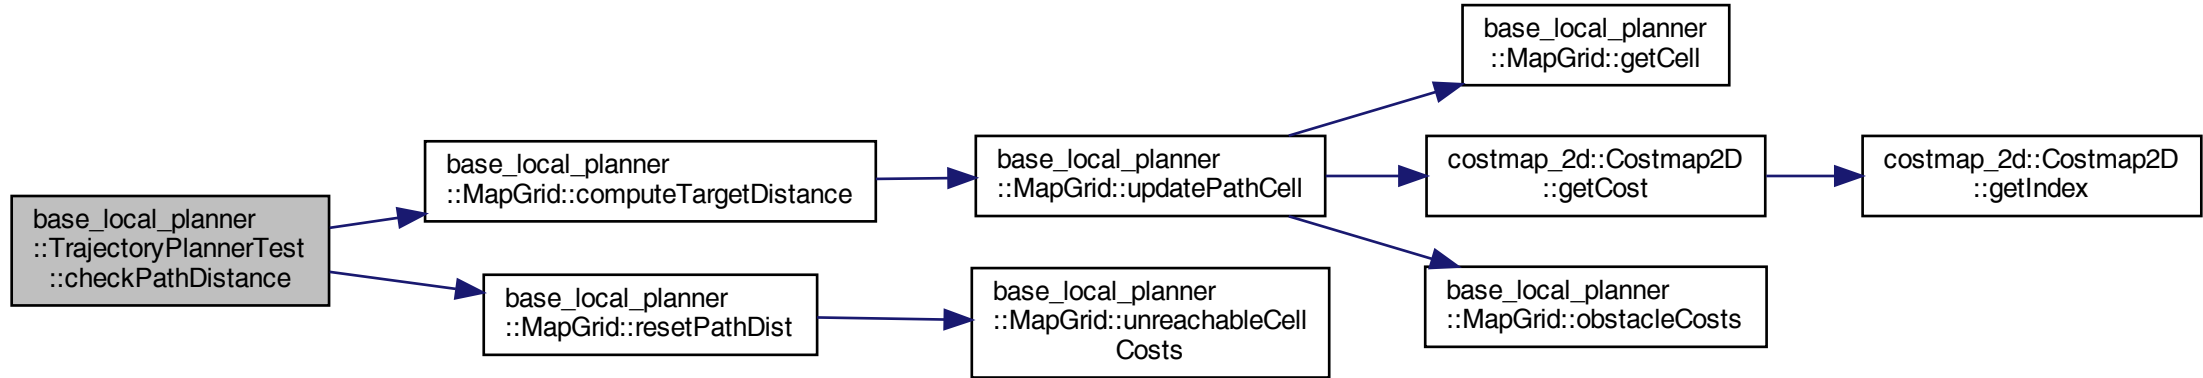 base_local_planner
::TrajectoryPlannerTest
::checkPathDistance
base_local_planner
::MapGrid::computeTargetDistance
base_local_planner
::MapGrid::updatePathCell
base_local_planner
::MapGrid::getCell
costmap_2d::Costmap2D
::getCost
costmap_2d::Costmap2D
::getIndex
base_local_planner
::MapGrid::obstacleCosts
base_local_planner
::MapGrid::resetPathDist
base_local_planner
::MapGrid::unreachableCell
Costs